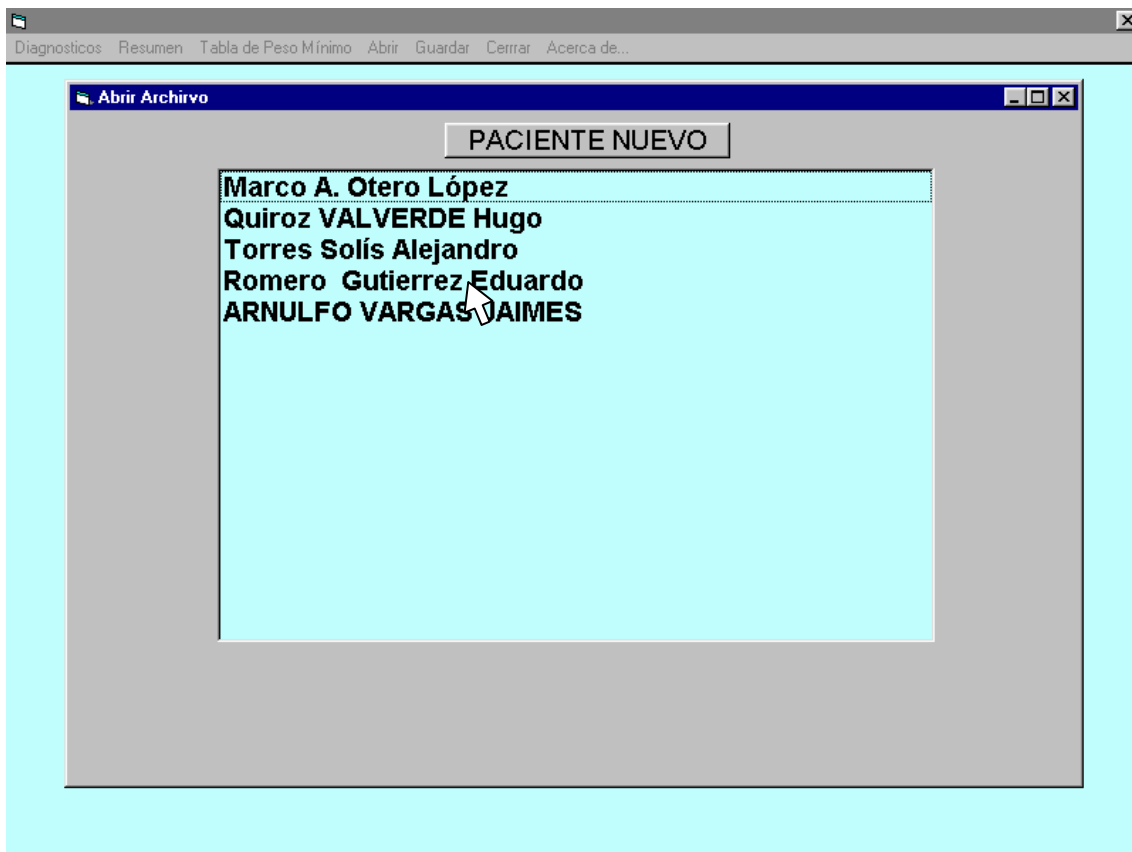 Diagnosticos Resumen Tabla de Peso Mínimo Abrir Guardar Cerrrar Acerca de...
Abrir Archirvo
PACIENTE NUEVO
Marco A. Otero López
Quiroz VALVERDE Hugo
Torres Solís Alejandro
Romero Gutierrez Eduardo
ARNULFO VARGAS JAIMES